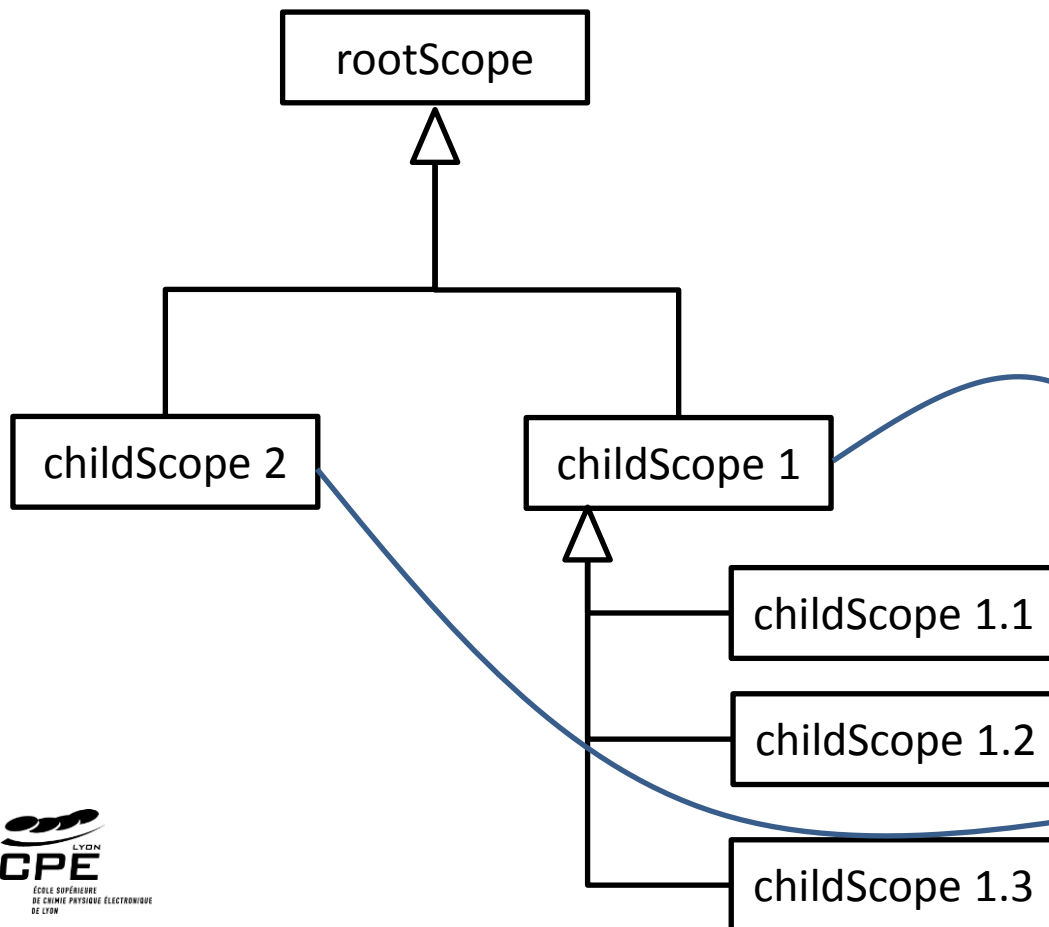 rootScope
childScope 2
childScope 1
childScope 1.1
childScope 1.2
childScope 1.3
LYON
CPE
ÉCOLE SUPÉRIEURE
DE CHIMIE PHYSIQUE ÉLECTRONIQUE
DE LYON